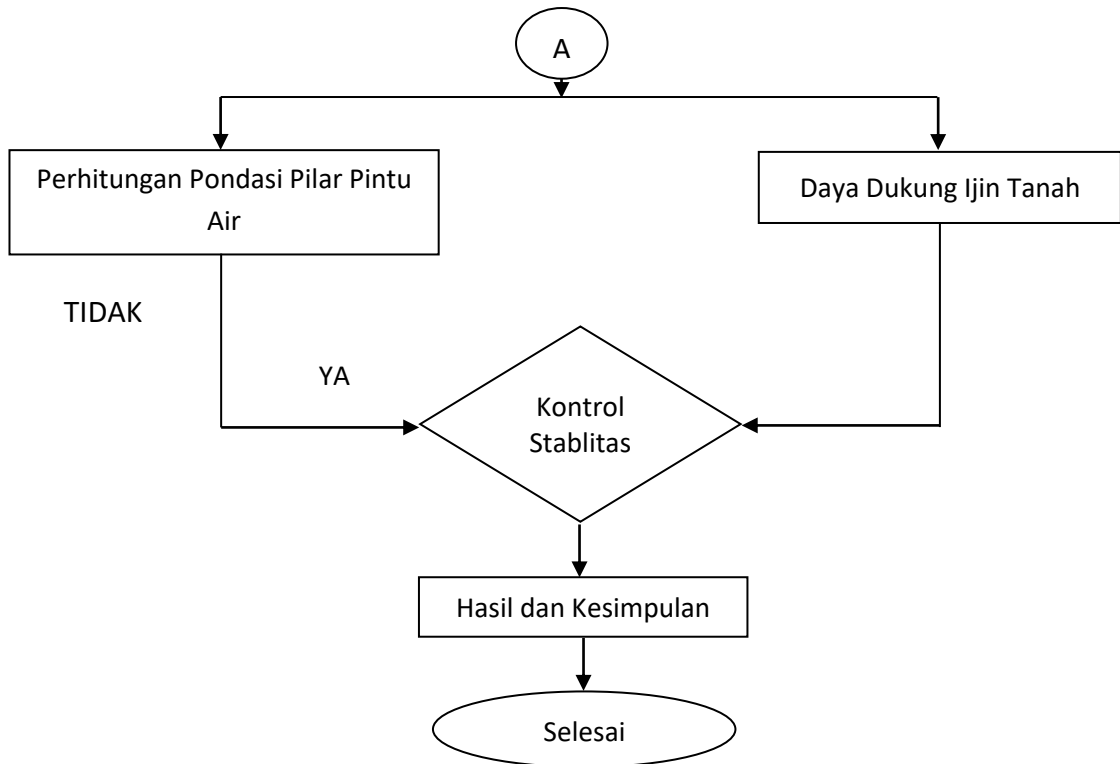 A
Perhitungan Pondasi Pilar Pintu
Air
Daya Dukung Ijin Tanah
TIDAK
YA
Kontrol
Stablitas
Hasil dan Kesimpulan
Selesai